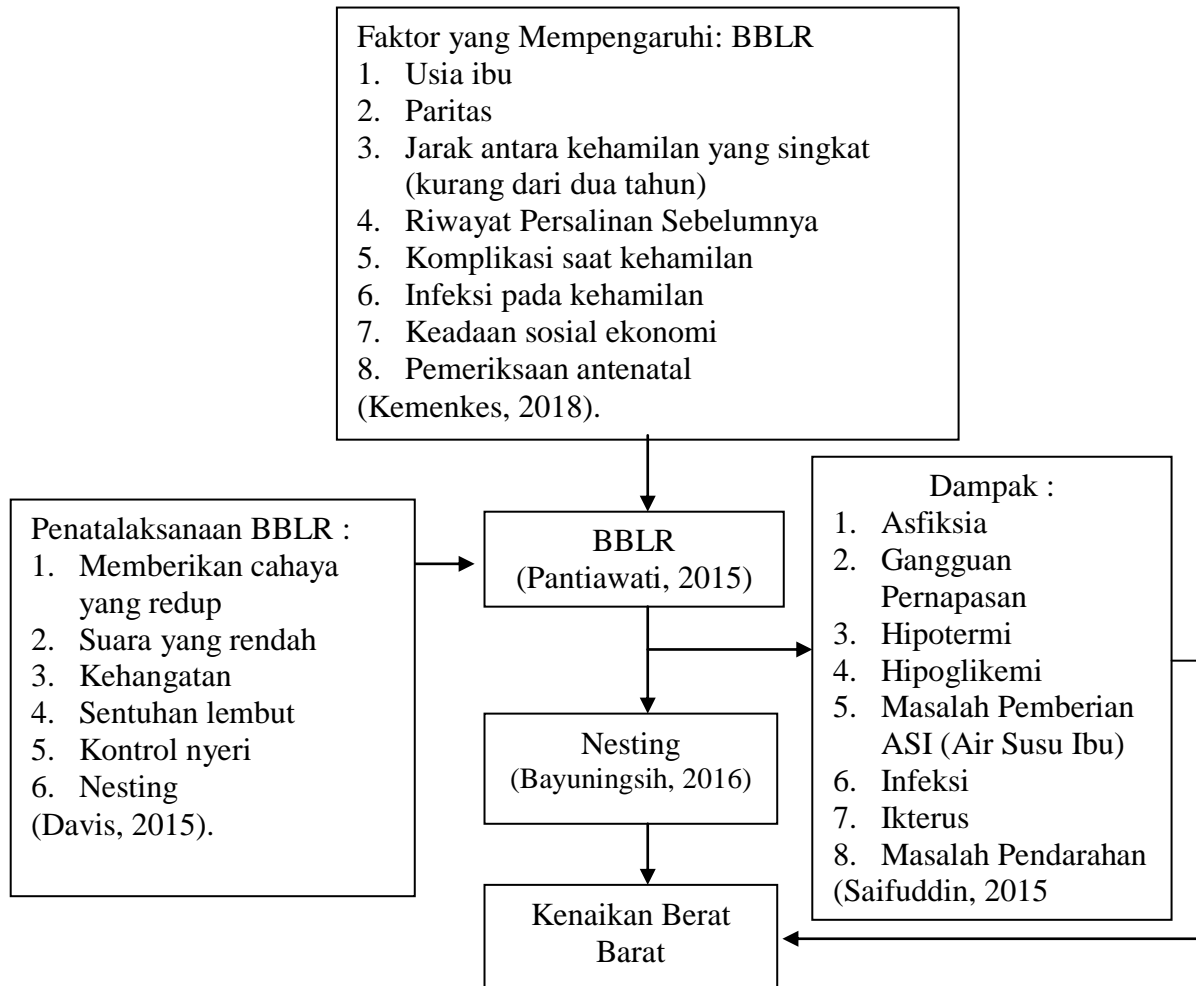 Faktor yang Mempengaruhi: BBLR
1. Usia ibu
2. Paritas
3. Jarak antara kehamilan yang singkat
(kurang dari dua tahun)
4. Riwayat Persalinan Sebelumnya
5. Komplikasi saat kehamilan
6. Infeksi pada kehamilan
7. Keadaan sosial ekonomi
8. Pemeriksaan antenatal
(Kemenkes, 2018).
Penatalaksanaan BBLR :
1. Memberikan cahaya
yang redup
2. Suara yang rendah
3. Kehangatan
4. Sentuhan lembut
5. Kontrol nyeri
6. Nesting
(Davis, 2015).
BBLR
(Pantiawati, 2015)
Nesting
(Bayuningsih, 2016)
Kenaikan Berat
Barat
Dampak :
1. Asfiksia
2. Gangguan
Pernapasan
3. Hipotermi
4. Hipoglikemi
5. Masalah Pemberian
ASI (Air Susu Ibu)
6. Infeksi
7. Ikterus
8. Masalah Pendarahan
(Saifuddin, 2015